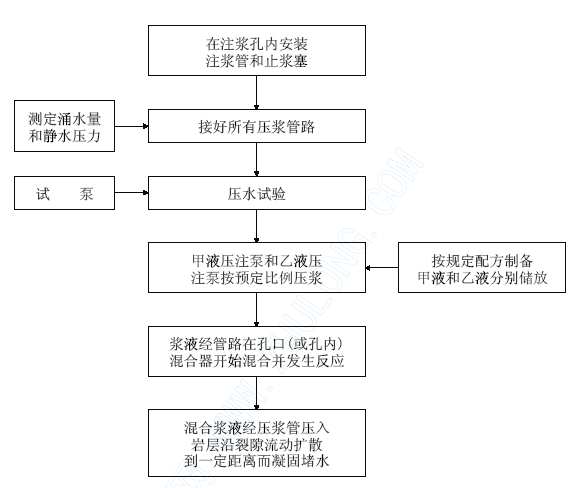 在注浆孔内安装
注浆管和止浆塞
测定涌水量
和静水压力
接好所有压浆管路
试 泵
压水试验
甲液压注泵和乙液压
注泵按预定比例压浆
按规定配方制备
甲液和乙液分别储放
浆液经管路在孔口(或孔内)
混合器开始混合并发生反应
混合浆液经压浆管压入
岩层沿裂隙流动扩散
到一定距离而凝固堵水